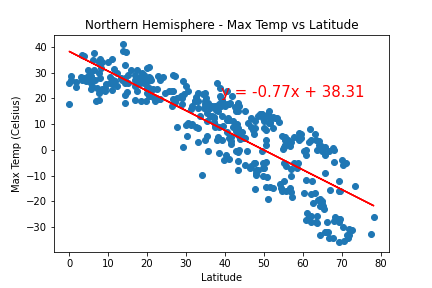 Northern Hemisphere - Max Temp vs Latitude
Max Temp (Celsius)
40
30
20
10
0
−10
−20
−30
y = -0.77x + 38.31
0 10 20 30 40 50 60 70 80
Latitude